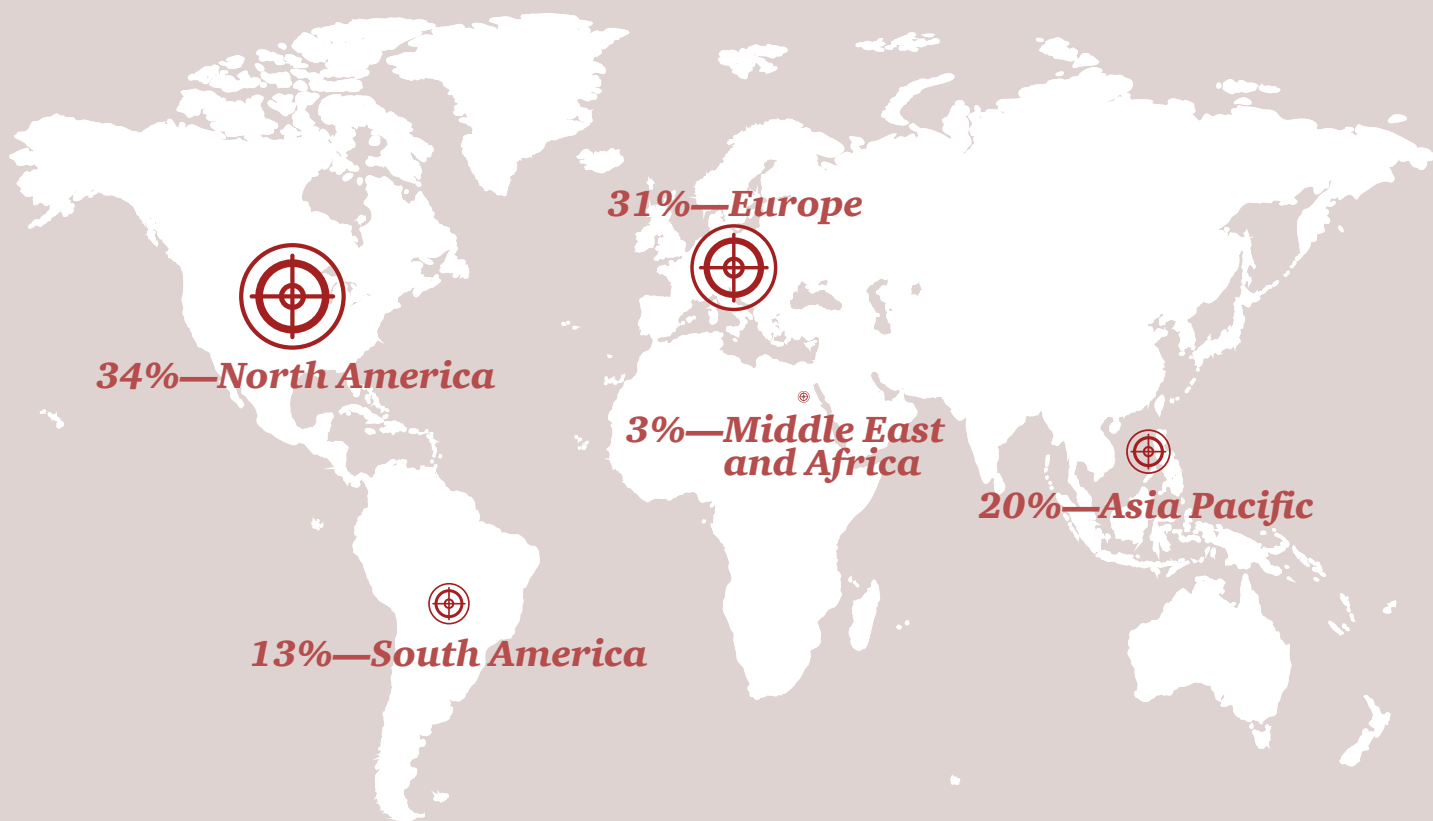 31%—Europe
34%—North America
3%—Middle East
and Africa
20%—Asia Pacific
13%—South America